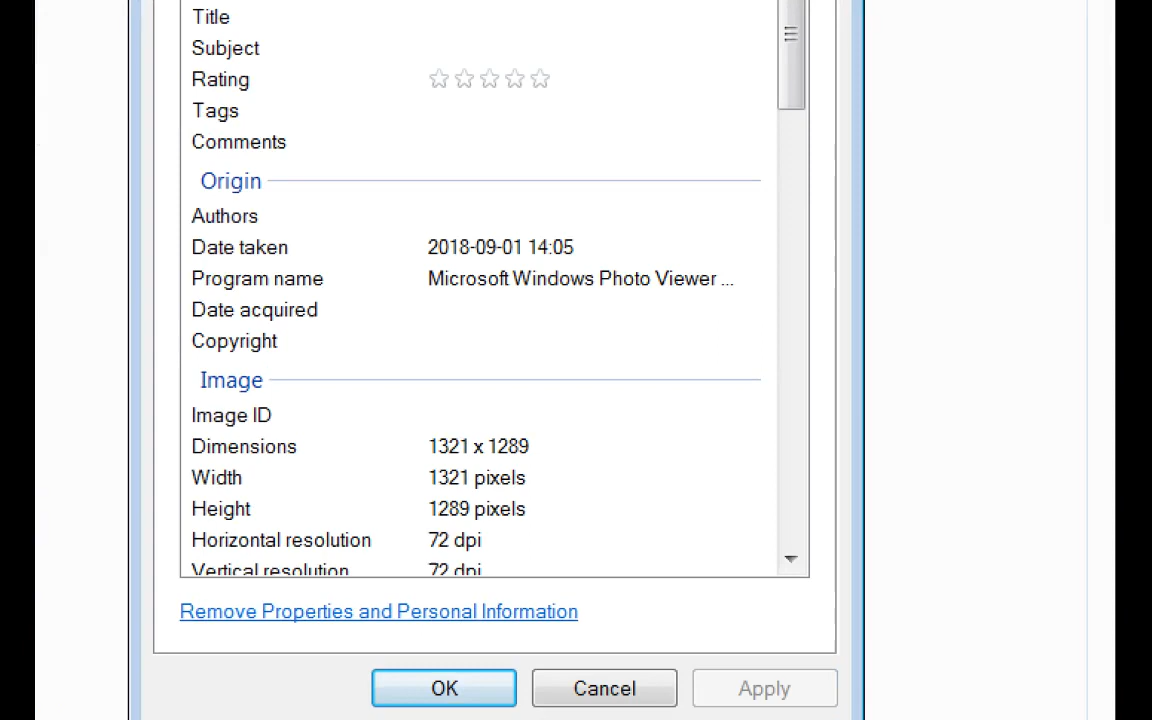 Title
Subject
Rating
Tags
Comments
Origin
Authors
Date taken 2018-09-01 14:05
Program name Microsoft Windows Photo Viewer ...
Date acquired
Copyright
Image
Image ID
Dimensions 1321 x 1289
Width 1321 pixels
Height 1289 pixels
Horizontal resolution 72 dpi
Vertical resolution 72 dpi
Remove Properties and Personal Information
OK Cancel Apply